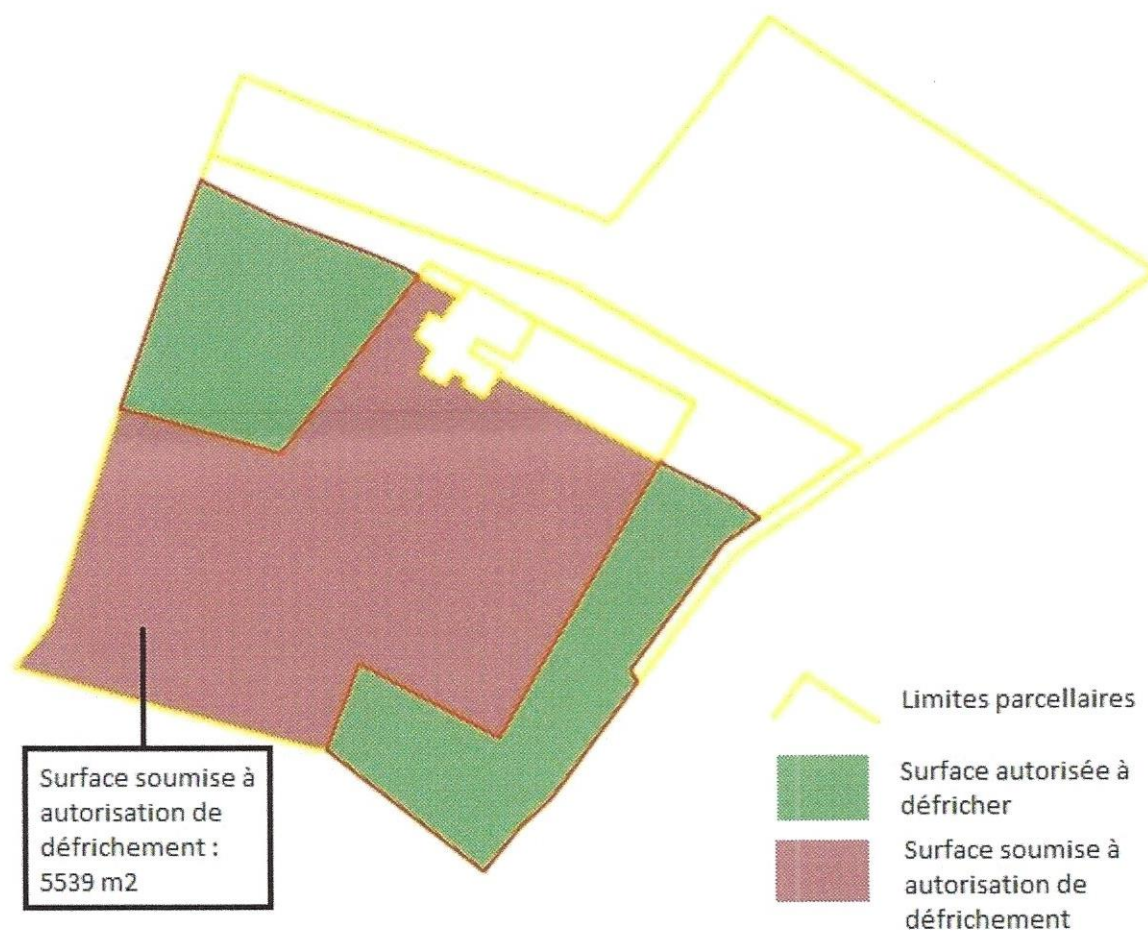 Surface soumise à
autorisation de
défrichement :
5539 m2
Limites parcellaires
Surface autorisée à
défricher
Surface soumise à
autorisation de
défrichement